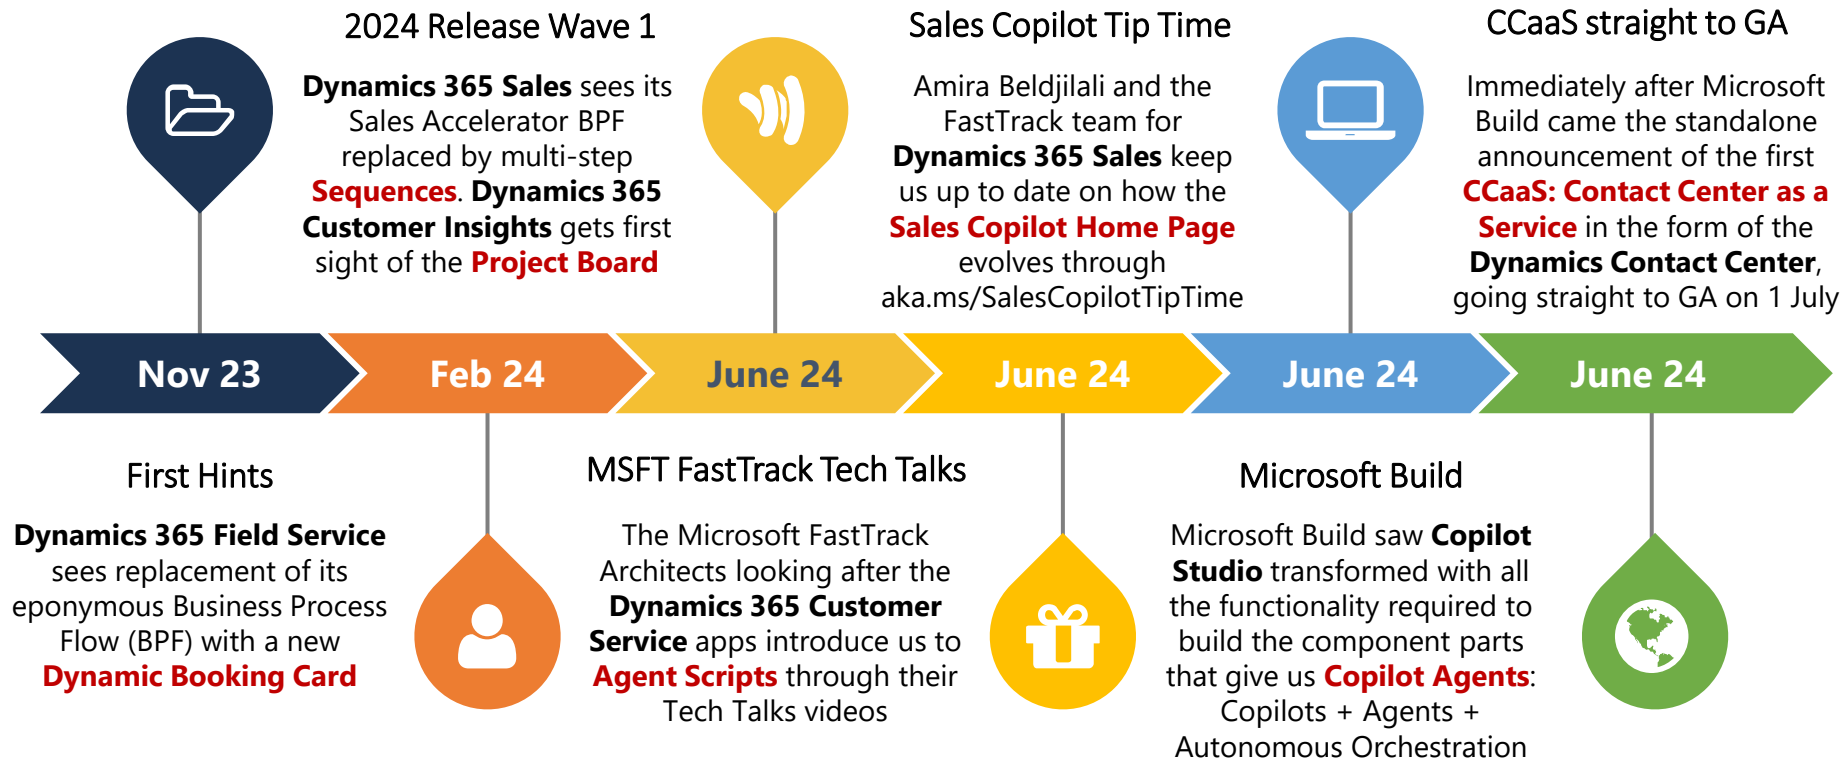 2024 Release Wave 1
Dynamics 365 Sales sees its
Sales Accelerator BPF
replaced by multi-step
Sequences. Dynamics 365
Customer Insights gets first
sight of the Project Board
Sales Copilot Tip Time
Amira Beldjilali and the
FastTrack team for
Dynamics 365 Sales keep
us up to date on how the
Sales Copilot Home Page
evolves through
aka.ms/SalesCopilotTipTime
CCaaS straight to GA
Immediately after Microsoft
Build came the standalone
announcement of the first
CCaaS: Contact Center as a
Service in the form of the
Dynamics Contact Center,
going straight to GA on 1 July
Nov 23
Feb 24
June 24
June 24
June 24
June 24
First Hints
Dynamics 365 Field Service
sees replacement of its
eponymous Business Process
Flow (BPF) with a new
Dynamic Booking Card
MSFT FastTrack Tech Talks
The Microsoft FastTrack
Architects looking after the
Dynamics 365 Customer
Service apps introduce us to
Agent Scripts through their
Tech Talks videos
Microsoft Build
Microsoft Build saw Copilot
Studio transformed with all
the functionality required to
build the component parts
that give us Copilot Agents:
Copilots + Agents +
Autonomous Orchestration